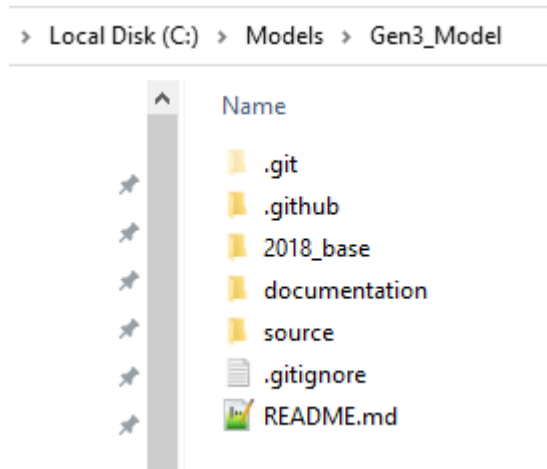 > Local Disk (C:) > Models > Gen3_Model
Name
.git
.github
2018_base
documentation
source
.gitignore
README.md